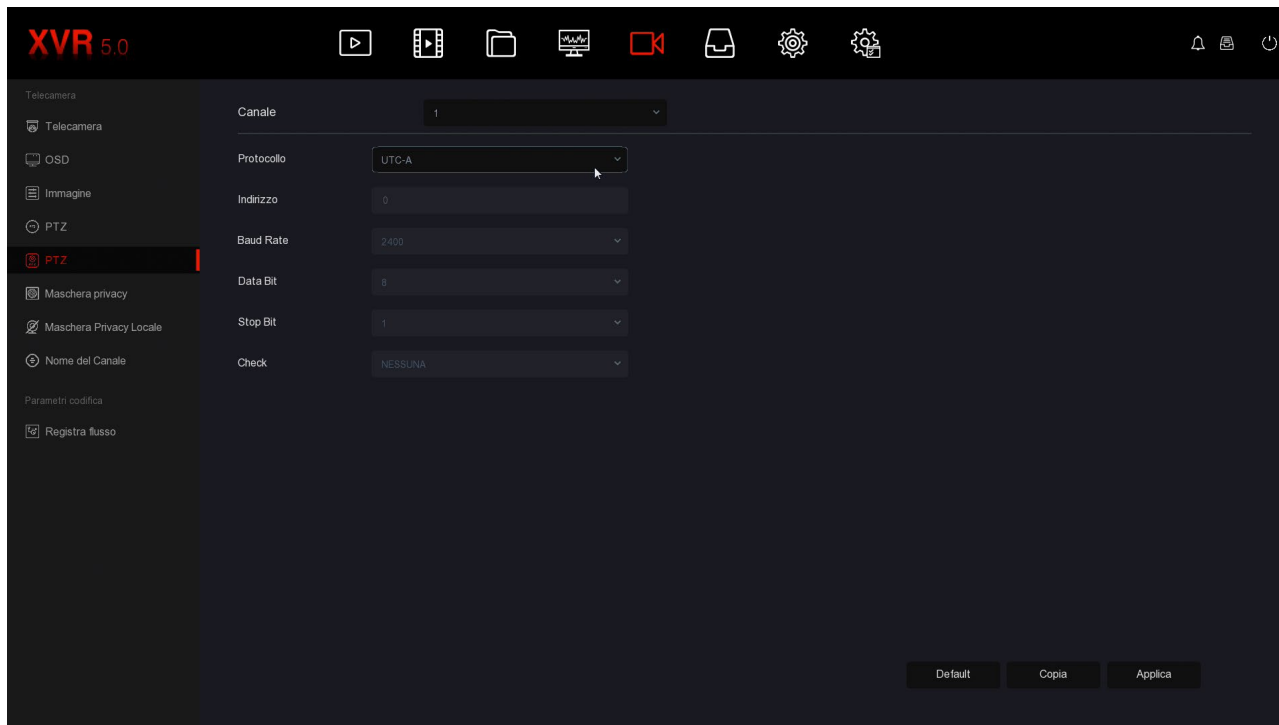 XVR 5.0
Telecamera
Telecamera
OSD
Immagine
PTZ
PTZ
Maschera privacy
Maschera Privacy Locale
Nome del Canale
Parametri codifica
Registra flusso
Canale 1
Protocollo UTC-A
Indirizzo 0
Baud Rate 2400
Data Bit 8
Stop Bit 1
Check NESSUNA
Default Copia Applica